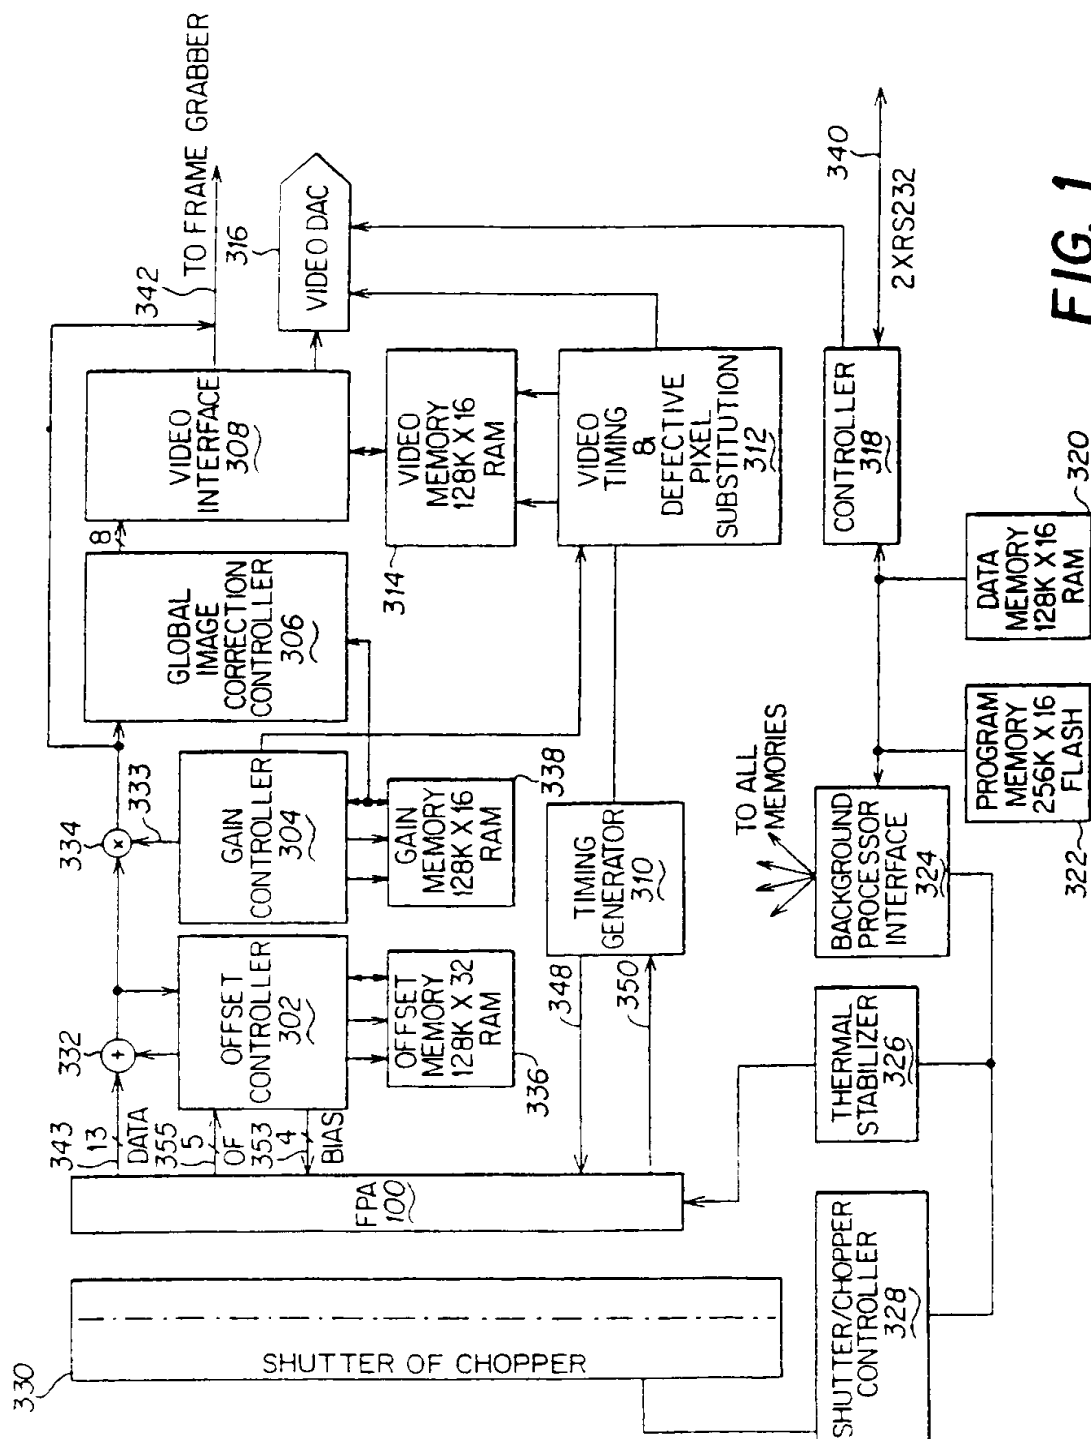 330
SHUTTER OF CHOPPER
SHUTTER/CHOPPER
CONTROLLER
328
FPA
100
343
13
DATA
355
5
OF
353
4
BIAS
348
350
THERMAL
STABILIZER
326
332
+
OFFSET
CONTROLLER
302
OFFSET
MEMORY
128K X 32
RAM
336
334
×
333
GAIN
CONTROLLER
304
GAIN
MEMORY
128K X 16
RAM
338
TIMING
GENERATOR
310
TO ALL
MEMORIES
BACKGROUND
PROCESSOR
INTERFACE
324
PROGRAM
MEMORY
256K X 16
FLASH
322
GLOBAL
IMAGE
CORRECTION
CONTROLLER
306
8
VIDEO
INTERFACE
308
314
VIDEO
MEMORY
128K X 16
RAM
VIDEO
TIMING
&
DEFECTIVE
PIXEL
SUBSTITUTION
312
CONTROLLER
318
DATA
MEMORY
128K X 16
RAM
320
342
TO FRAME GRABBER
316
VIDEO DAC
340
2XRS232
FIG. 1